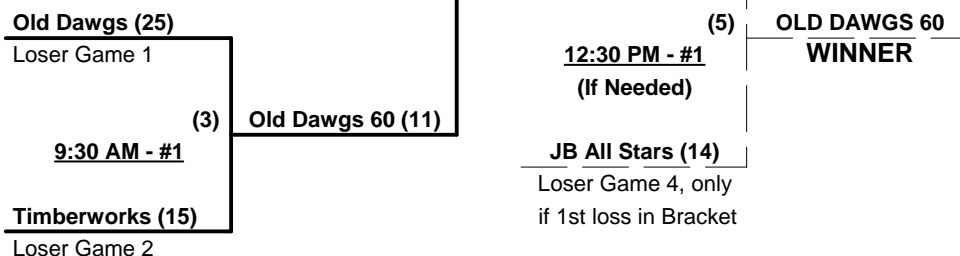 Old Dawgs (25)
Loser Game 1
(3)
9:30 AM - #1
Old Dawgs 60 (11)
Timberworks (15)
Loser Game 2
(5)
12:30 PM - #1
(If Needed)
OLD DAWGS 60
WINNER
JB All Stars (14)
Loser Game 4, only
if 1st loss in Bracket